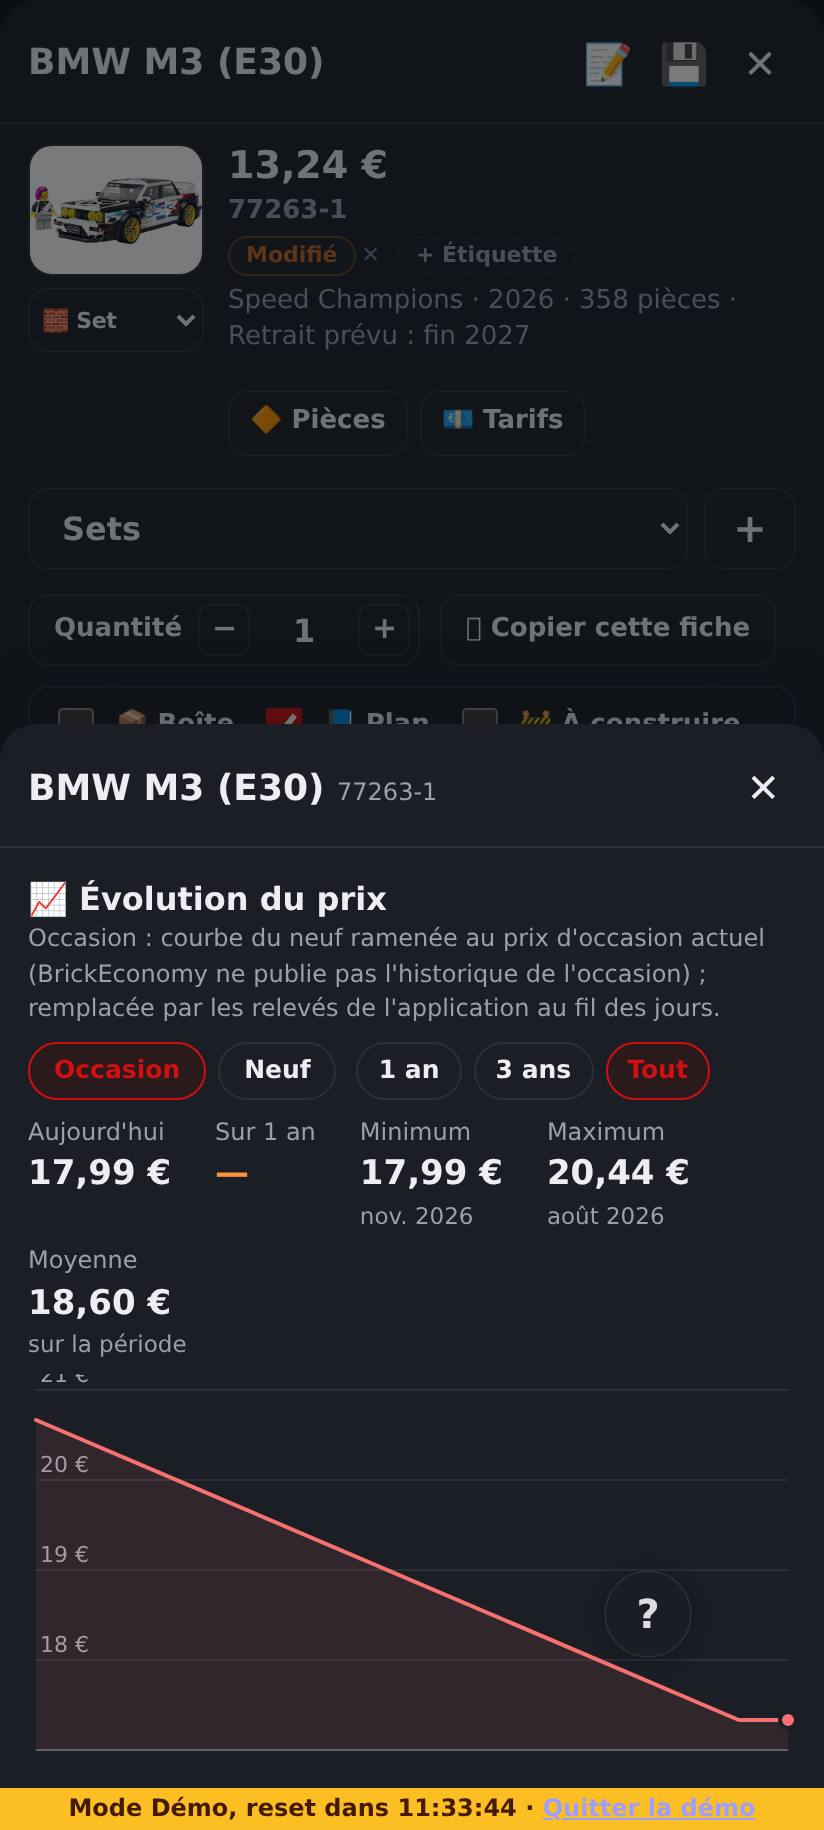 BMW M3 (E30)
13,24 €
77263-1
Modifié × + Étiquette
Speed Champions · 2026 · 358 pièces ·
Retrait prévu : fin 2027
Set
Pièces Tarifs
Sets +
Quantité − 1 + Copier cette fiche
Boîte Plan À construire
BMW M3 (E30) 77263-1 ×
Évolution du prix
Occasion : courbe du neuf ramenée au prix d'occasion actuel
(BrickEconomy ne publie pas l'historique de l'occasion) ;
remplacée par les relevés de l'application au fil des jours.
Occasion Neuf 1 an 3 ans Tout
Aujourd'hui Sur 1 an Minimum Maximum
17,99 € — 17,99 € 20,44 €
nov. 2026 août 2026
Moyenne
18,60 €
sur la période
21 €
20 €
19 €
?
18 €
Mode Démo, reset dans 11:33:44 · Quitter la démo